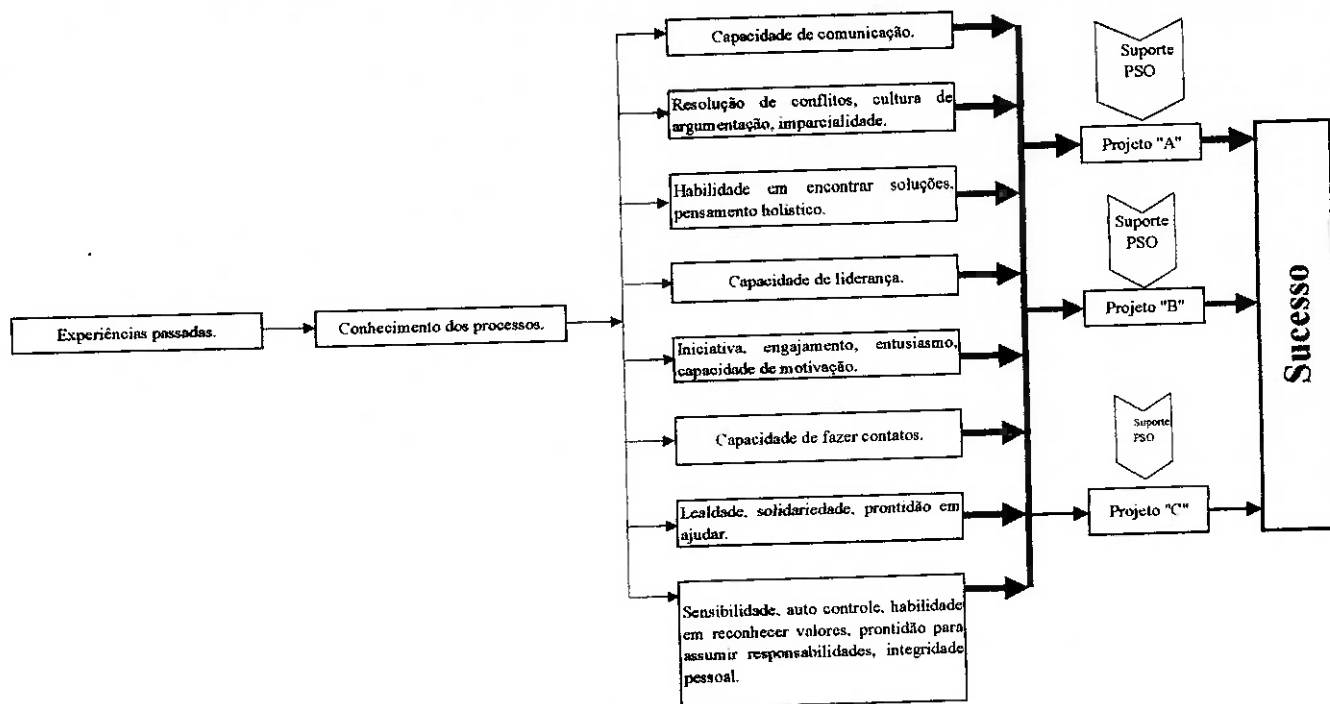 Experiências passadas.
Conhecimento dos processos.
Capacidade de comunicação.
Resolução de conflitos, cultura de
argumentação, imparcialidade.
Habilidade em encontrar soluções,
pensamento holístico.
Capacidade de liderança.
Iniciativa, engajamento, entusiasmo,
capacidade de motivação.
Capacidade de fazer contatos.
Lealdade, solidariedade, prontidão em
ajudar.
Sensibilidade, auto controle, habilidade
em reconhecer valores, prontidão para
assumir responsabilidades, integridade
pessoal.
Suporte
PSO
Projeto "A"
Suporte
PSO
Projeto "B"
Suporte
PSO
Projeto "C"
Sucesso